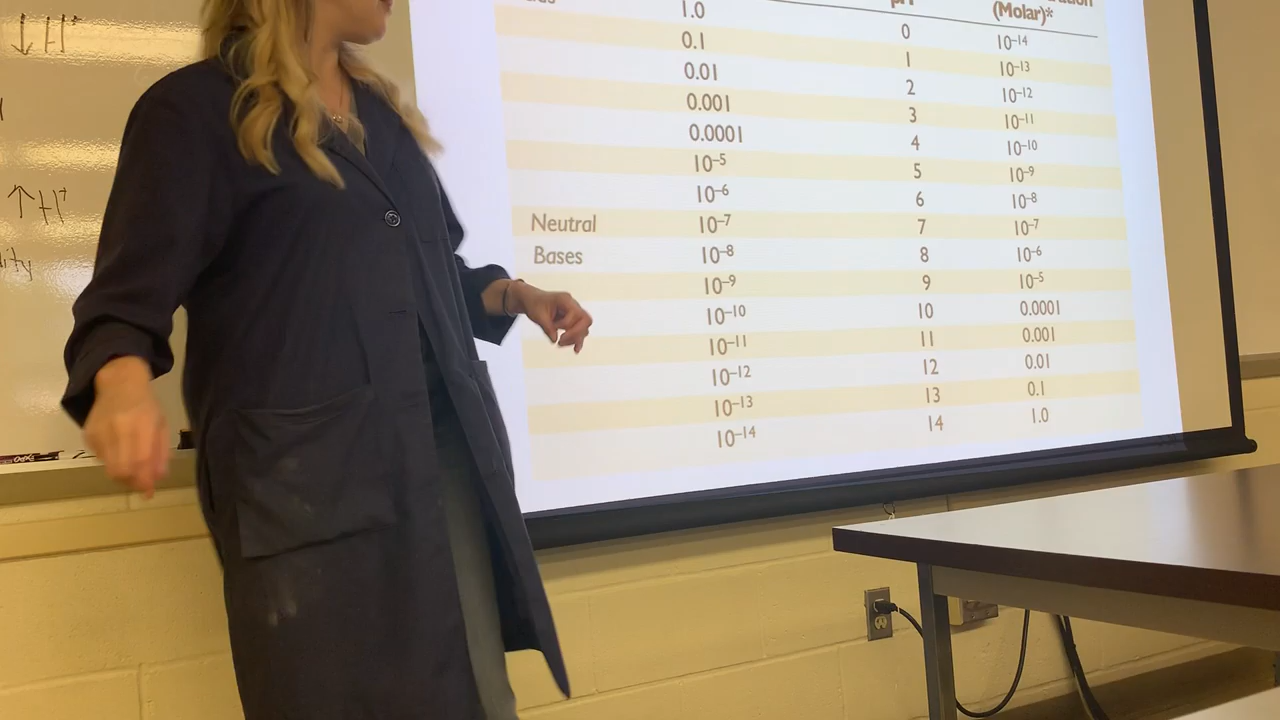 ↓H⁺
↑H⁺
pH
(Molar)*
1.0 0 10⁻¹⁴
0.1 1 10⁻¹³
0.01 2 10⁻¹²
0.001 3 10⁻¹¹
0.0001 4 10⁻¹⁰
10⁻⁵ 5 10⁻⁹
10⁻⁶ 6 10⁻⁸
Neutral 10⁻⁷ 7 10⁻⁷
Bases 10⁻⁸ 8 10⁻⁶
10⁻⁹ 9 10⁻⁵
10⁻¹⁰ 10 0.0001
10⁻¹¹ 11 0.001
10⁻¹² 12 0.01
10⁻¹³ 13 0.1
10⁻¹⁴ 14 1.0